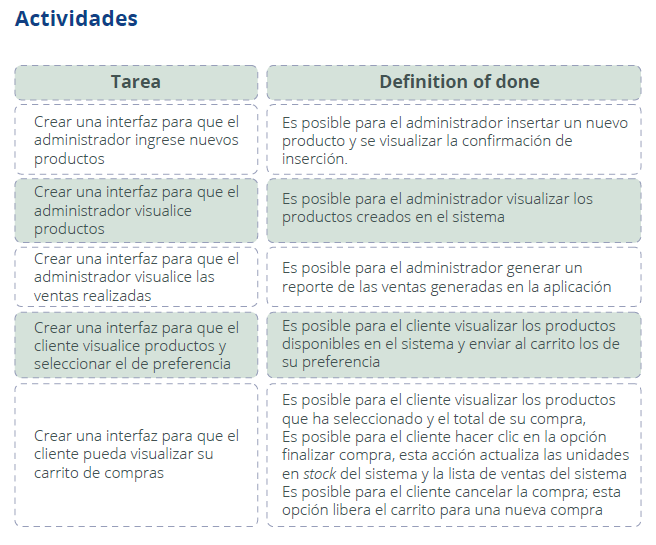 Actividades
Tarea
Definition of done
Crear una interfaz para que el
administrador ingrese nuevos
productos
Es posible para el administrador insertar un nuevo
producto y se visualizar la confirmación de
inserción.
Crear una interfaz para que el
administrador visualice
productos
Es posible para el administrador visualizar los
productos creados en el sistema
Crear una interfaz para que el
administrador visualice las
ventas realizadas
Es posible para el administrador generar un
reporte de las ventas generadas en la aplicación
Crear una interfaz para que el
cliente visualice productos y
seleccionar el de preferencia
Es posible para el cliente visualizar los productos
disponibles en el sistema y enviar al carrito los de
su preferencia
Crear una interfaz para que el
cliente pueda visualizar su
carrito de compras
Es posible para el cliente visualizar los productos
que ha seleccionado y el total de su compra,
Es posible para el cliente hacer clic en la opción
finalizar compra, esta acción actualiza las unidades
en stock del sistema y la lista de ventas del sistema
Es posible para el cliente cancelar la compra; esta
opción libera el carrito para una nueva compra